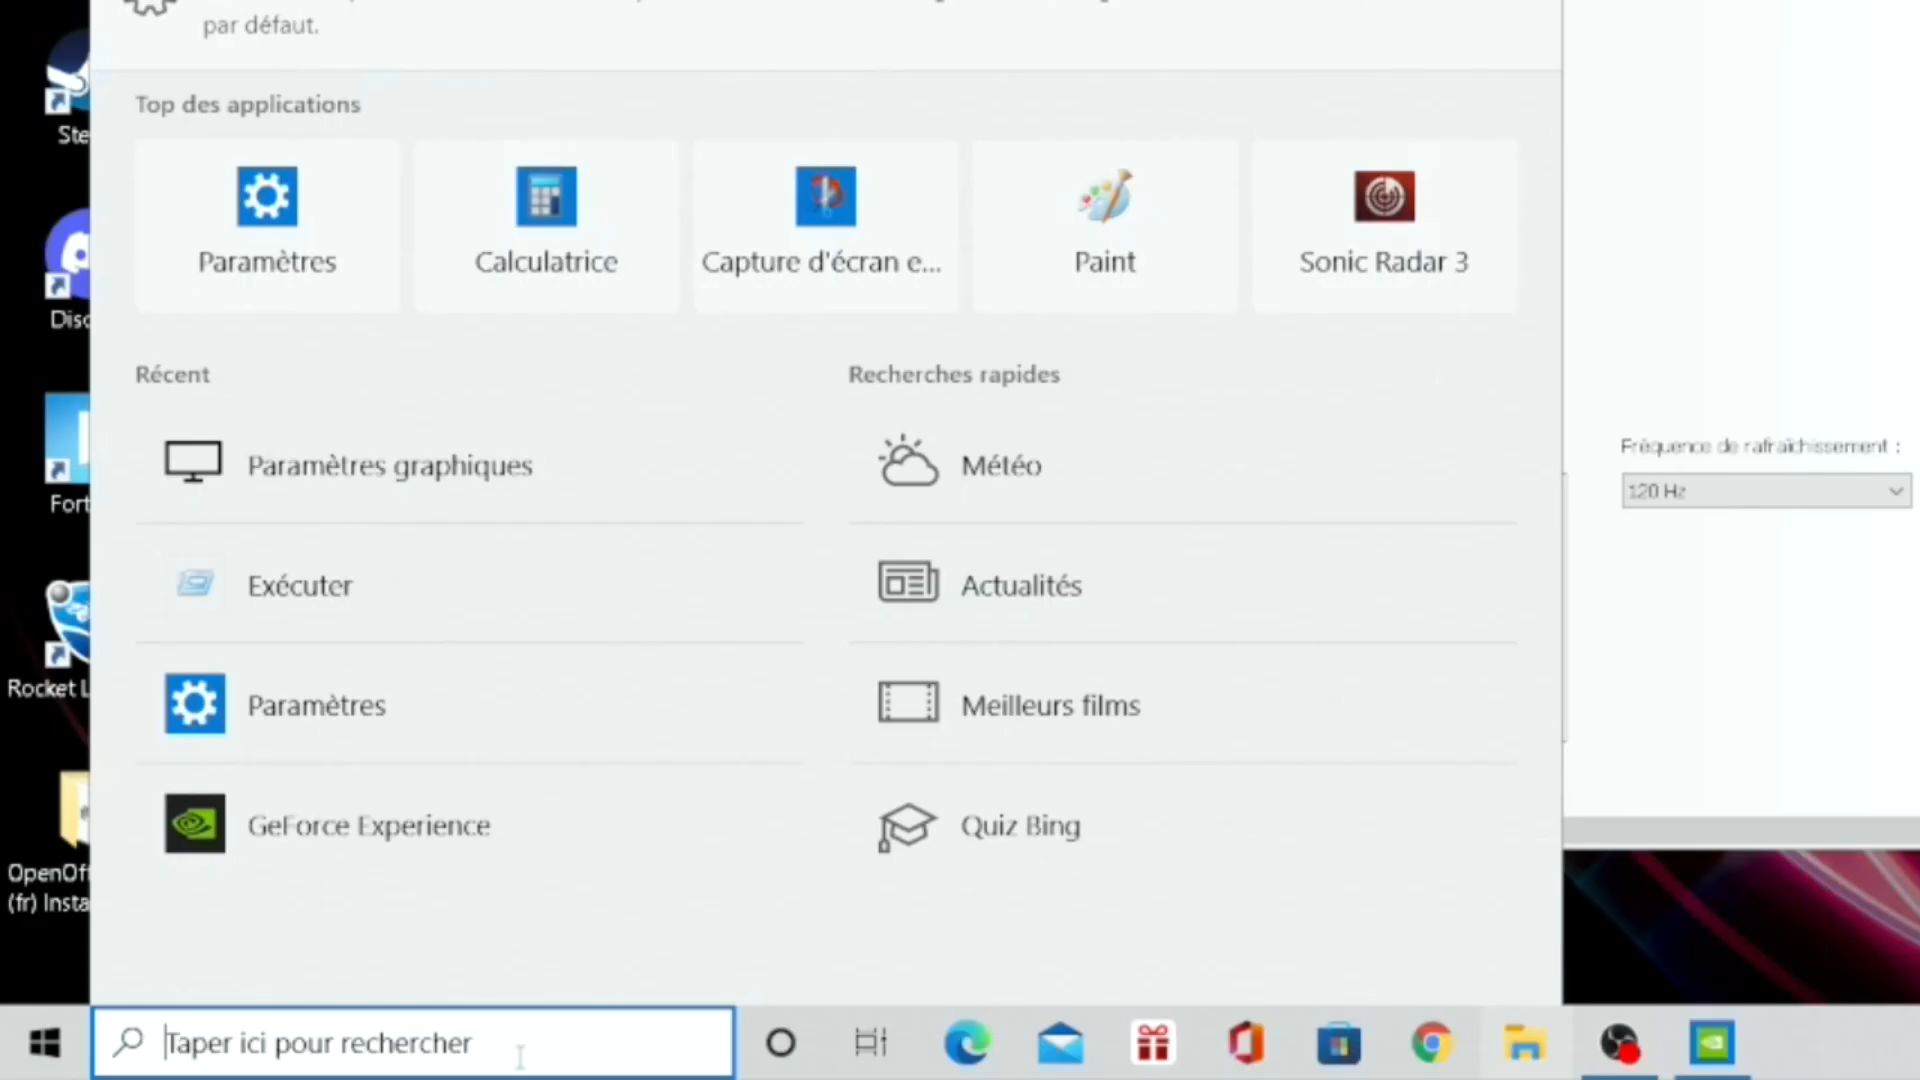 par défaut.
Top des applications
Paramètres
Calculatrice
Capture d'écran e...
Paint
Sonic Radar 3
Récent
Recherches rapides
Paramètres graphiques
Météo
Exécuter
Actualités
Paramètres
Meilleurs films
GeForce Experience
Quiz Bing
Ste
Disc
Fort
Rocket L
OpenOf
(fr) Insta
Fréquence de rafraîchissement :
120 Hz
Taper ici pour rechercher